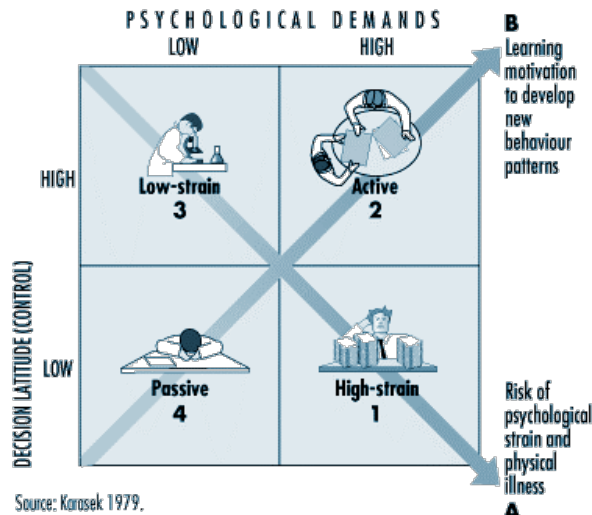 PSYCHOLOGICAL DEMANDS
LOW
HIGH
B
Learning
motivation
to develop
new
behaviour
patterns
HIGH
Low-strain
3
Active
2
DECISION LATITUDE (CONTROL)
LOW
Passive
4
High-strain
1
Risk of
psychological
strain and
physical
illness
A
Source: Karasek 1979.